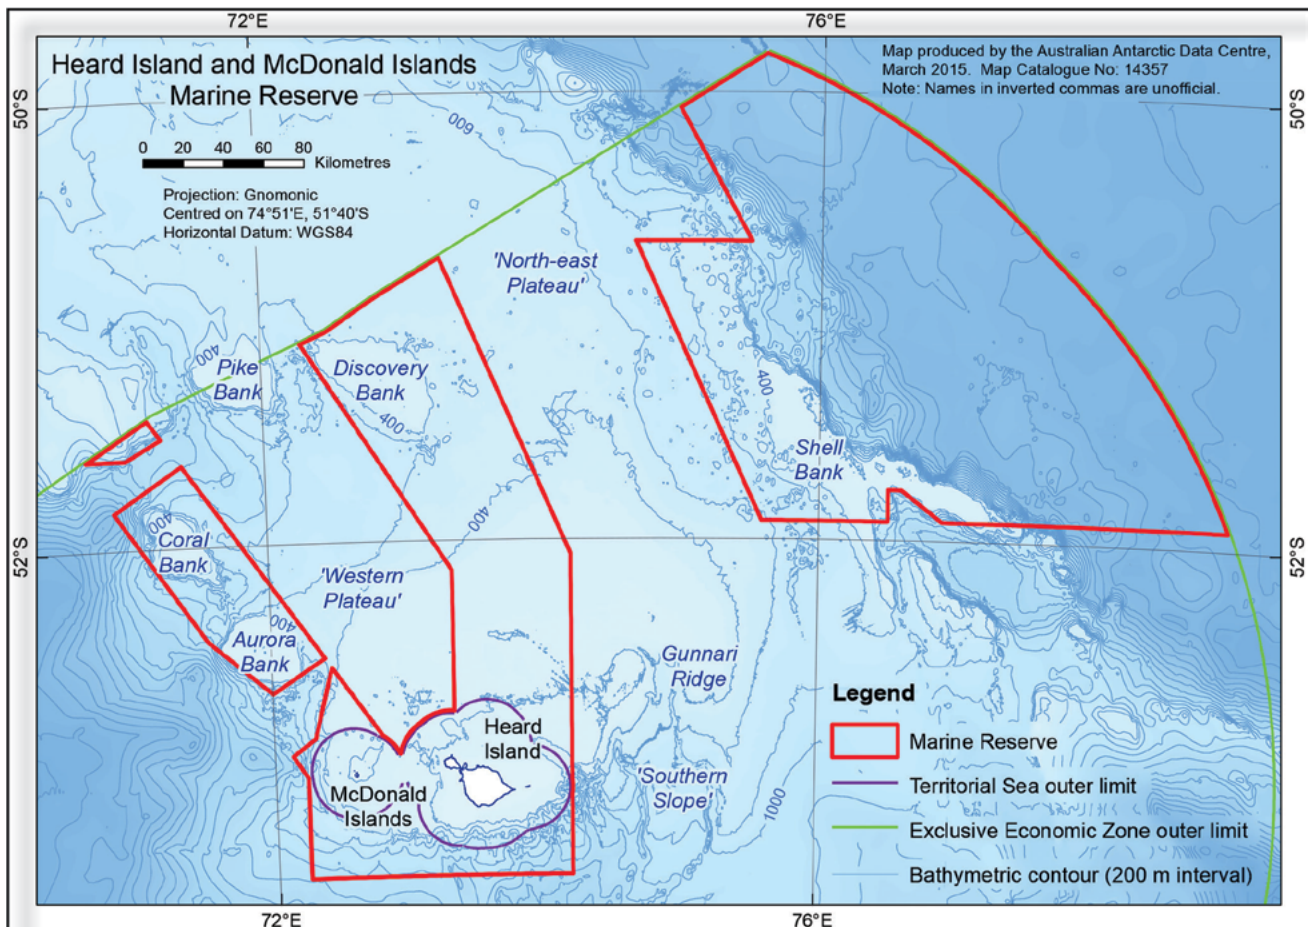 72°E
76°E
Heard Island and McDonald Islands
Marine Reserve
0 20 40 60 80 Kilometres
Projection: Gnomonic
Centred on 74°51'E, 51°40'S
Horizontal Datum: WGS84
Map produced by the Australian Antarctic Data Centre,
March 2015. Map Catalogue No: 14357
Note: Names in inverted commas are unofficial.
50°S
50°S
600
'North-east
Plateau'
400
Pike
Bank
Discovery
Bank
400
400
Shell
Bank
400
Coral
Bank
400
52°S
52°S
'Western
Plateau'
400
Aurora
Bank
Gunnari
Ridge
Heard
Island
McDonald
Islands
'Southern
Slope'
1000
Legend
Marine Reserve
Territorial Sea outer limit
Exclusive Economic Zone outer limit
Bathymetric contour (200 m interval)
72°E
76°E